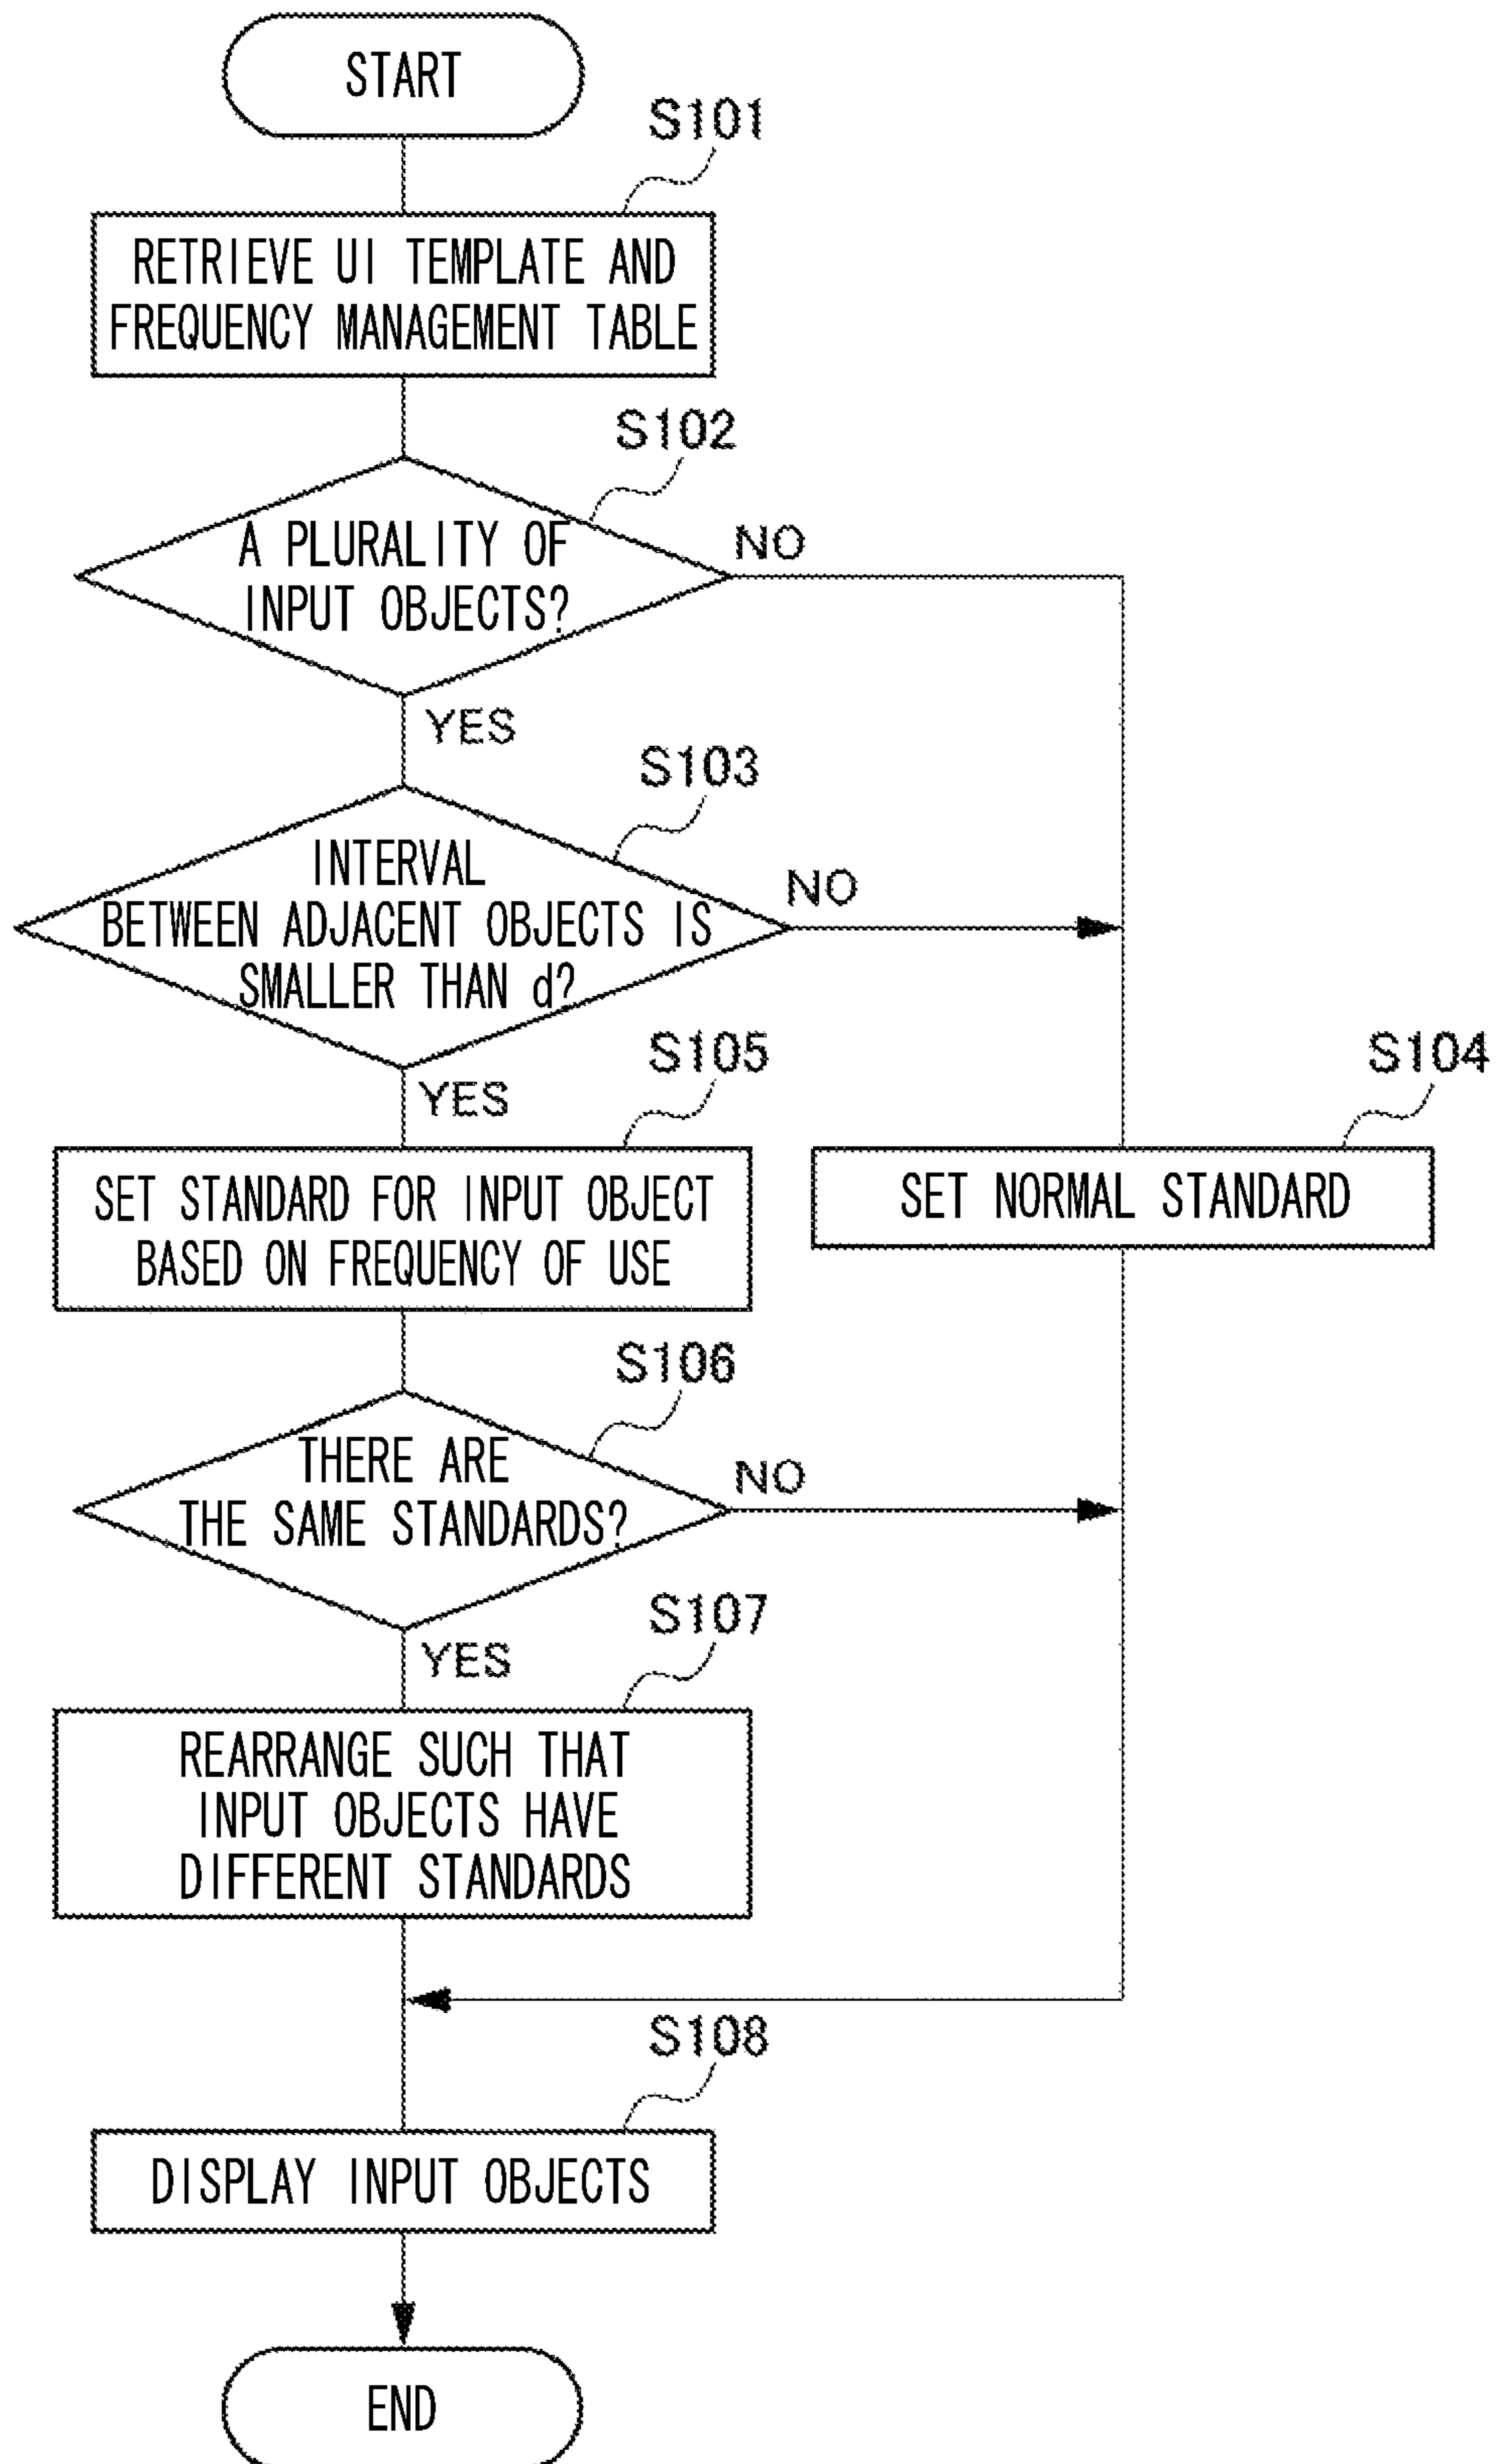 START
S101
RETRIEVE UI TEMPLATE AND
FREQUENCY MANAGEMENT TABLE
S102
A PLURALITY OF
INPUT OBJECTS?
NO
YES
S103
INTERVAL
BETWEEN ADJACENT OBJECTS IS
SMALLER THAN d?
NO
YES
S105
SET STANDARD FOR INPUT OBJECT
BASED ON FREQUENCY OF USE
S104
SET NORMAL STANDARD
S106
THERE ARE
THE SAME STANDARDS?
NO
YES
S107
REARRANGE SUCH THAT
INPUT OBJECTS HAVE
DIFFERENT STANDARDS
S108
DISPLAY INPUT OBJECTS
END